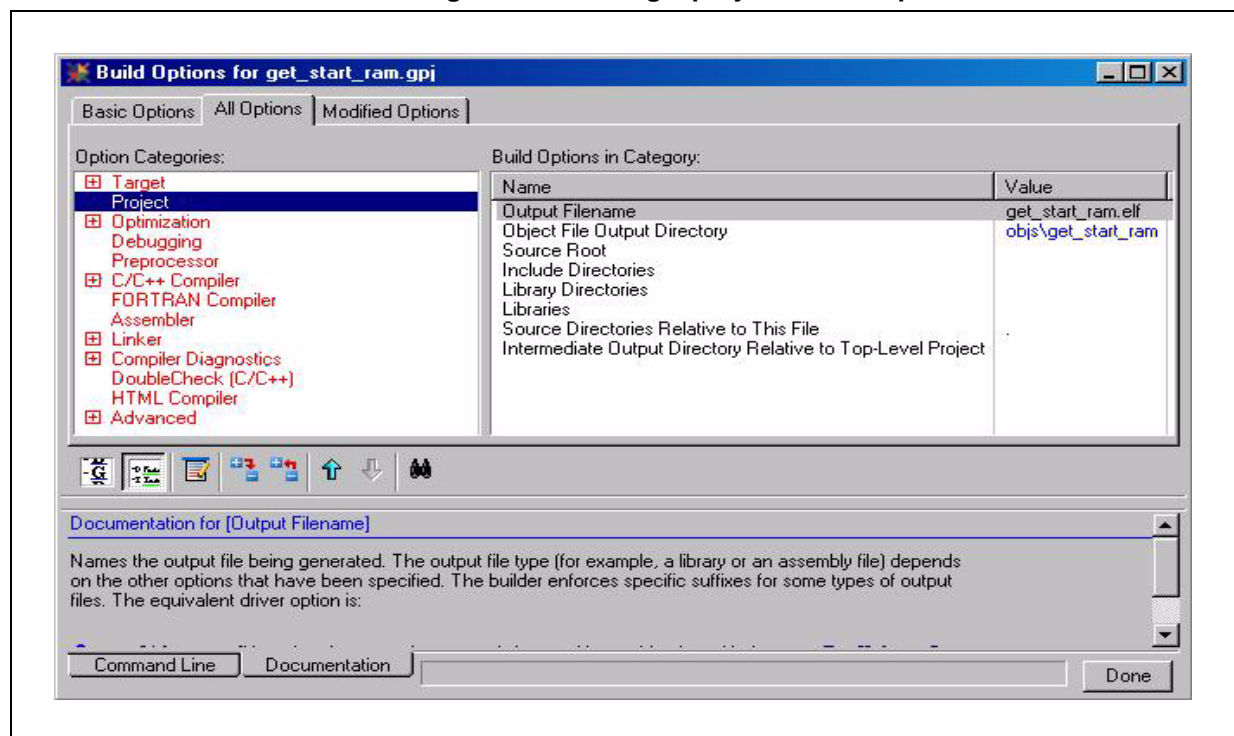 Build Options for get_start_ram.gpj
Basic Options All Options Modified Options
Option Categories:
Target
Project
Optimization
Debugging
Preprocessor
C/C++ Compiler
FORTRAN Compiler
Assembler
Linker
Compiler Diagnostics
DoubleCheck (C/C++)
HTML Compiler
Advanced
Build Options in Category:
Name Value
Output Filename get_start_ram.elf
Object File Output Directory objs\get_start_ram
Source Root
Include Directories
Library Directories
Libraries
Source Directories Relative to This File .
Intermediate Output Directory Relative to Top-Level Project
Documentation for [Output Filename]
Names the output file being generated. The output file type (for example, a library or an assembly file) depends
on the other options that have been specified. The builder enforces specific suffixes for some types of output
files. The equivalent driver option is:
Command Line Documentation
Done